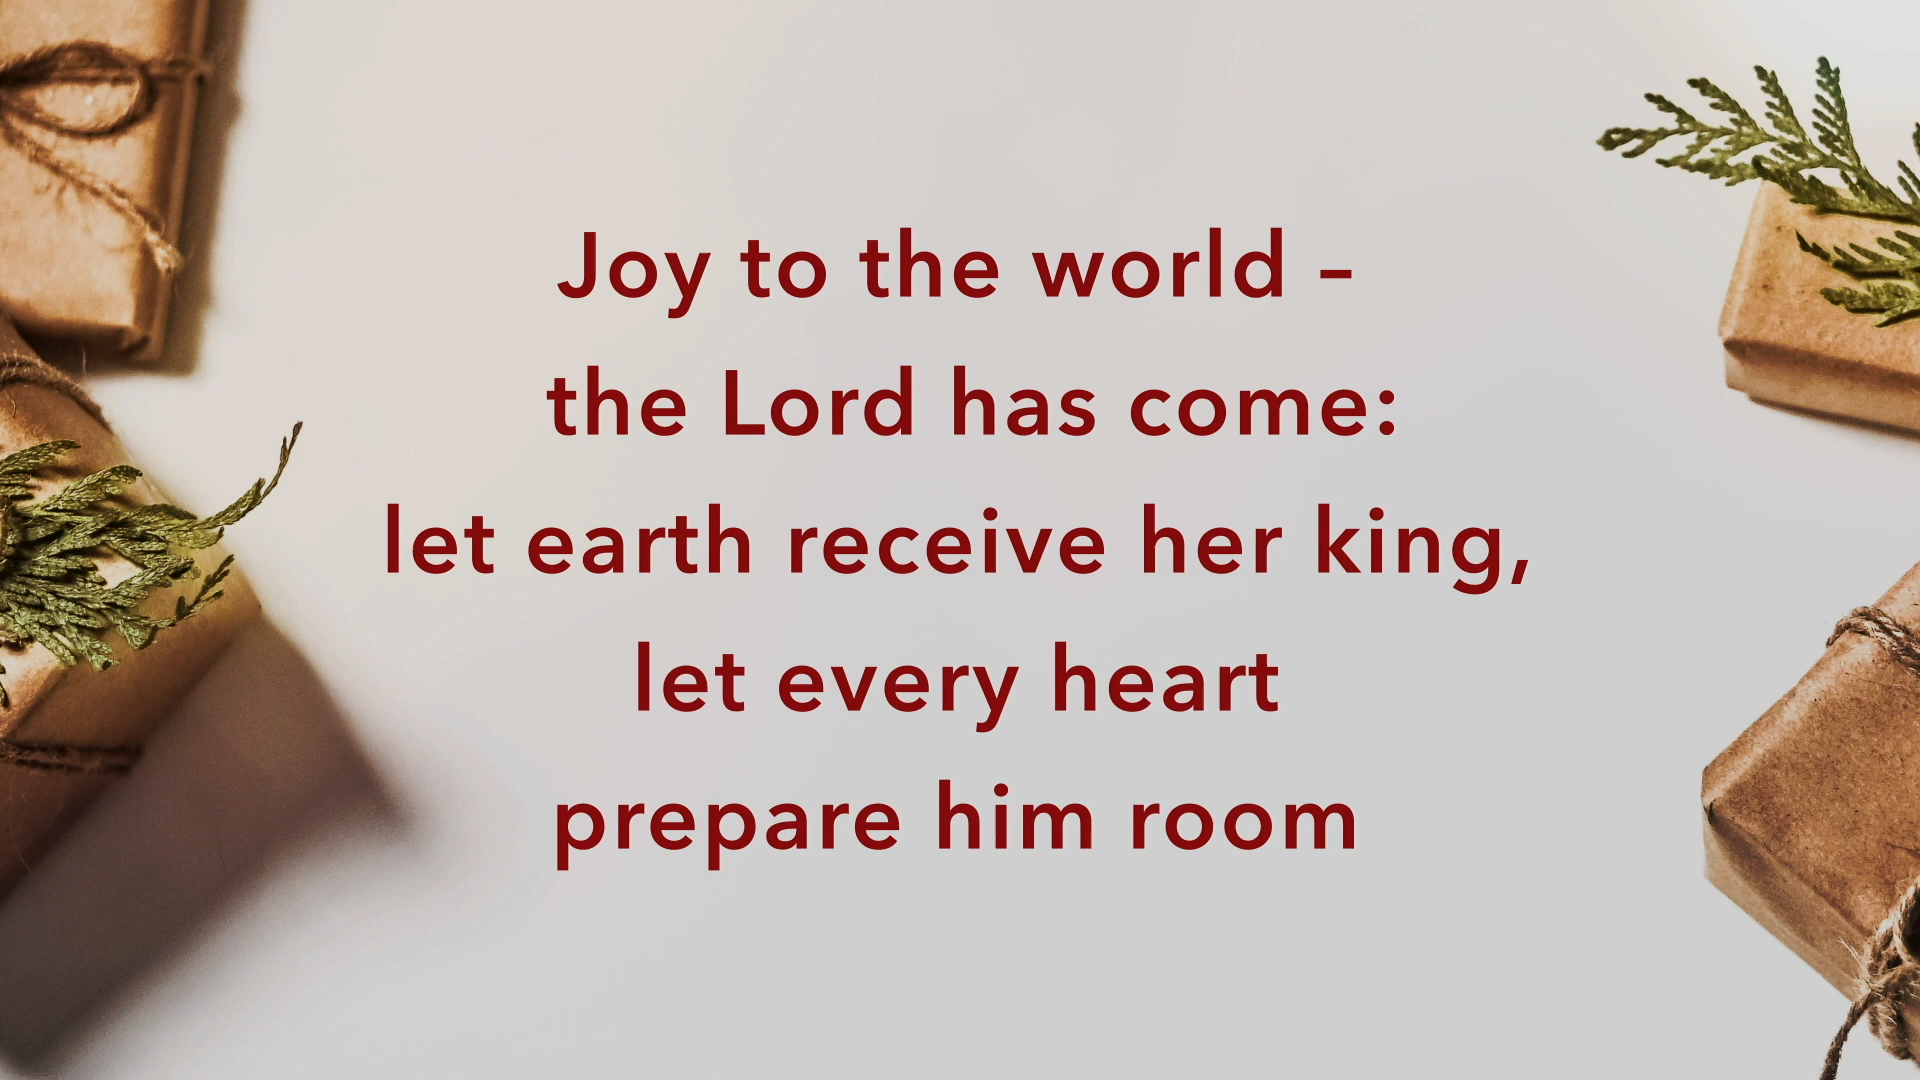 Joy to the world –
the Lord has come:
let earth receive her king,
let every heart
prepare him room